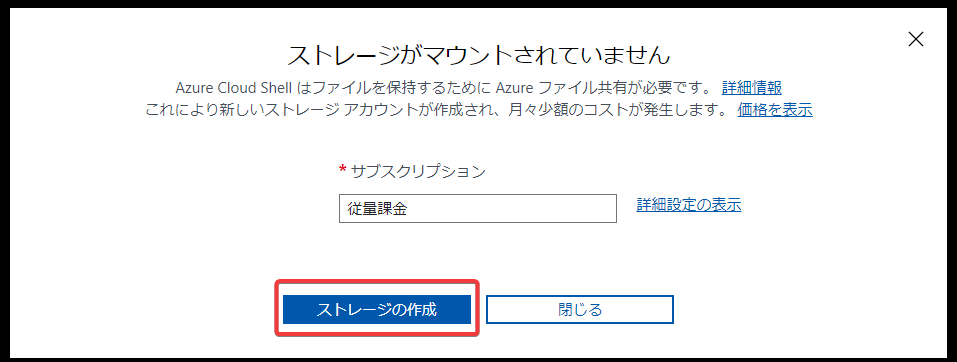 ストレージがマウントされていません
Azure Cloud Shell はファイルを保持するために Azure ファイル共有が必要です。 詳細情報
これにより新しいストレージ アカウントが作成され、月々少額のコストが発生します。 価格を表示
* サブスクリプション
従量課金
詳細設定の表示
ストレージの作成
閉じる